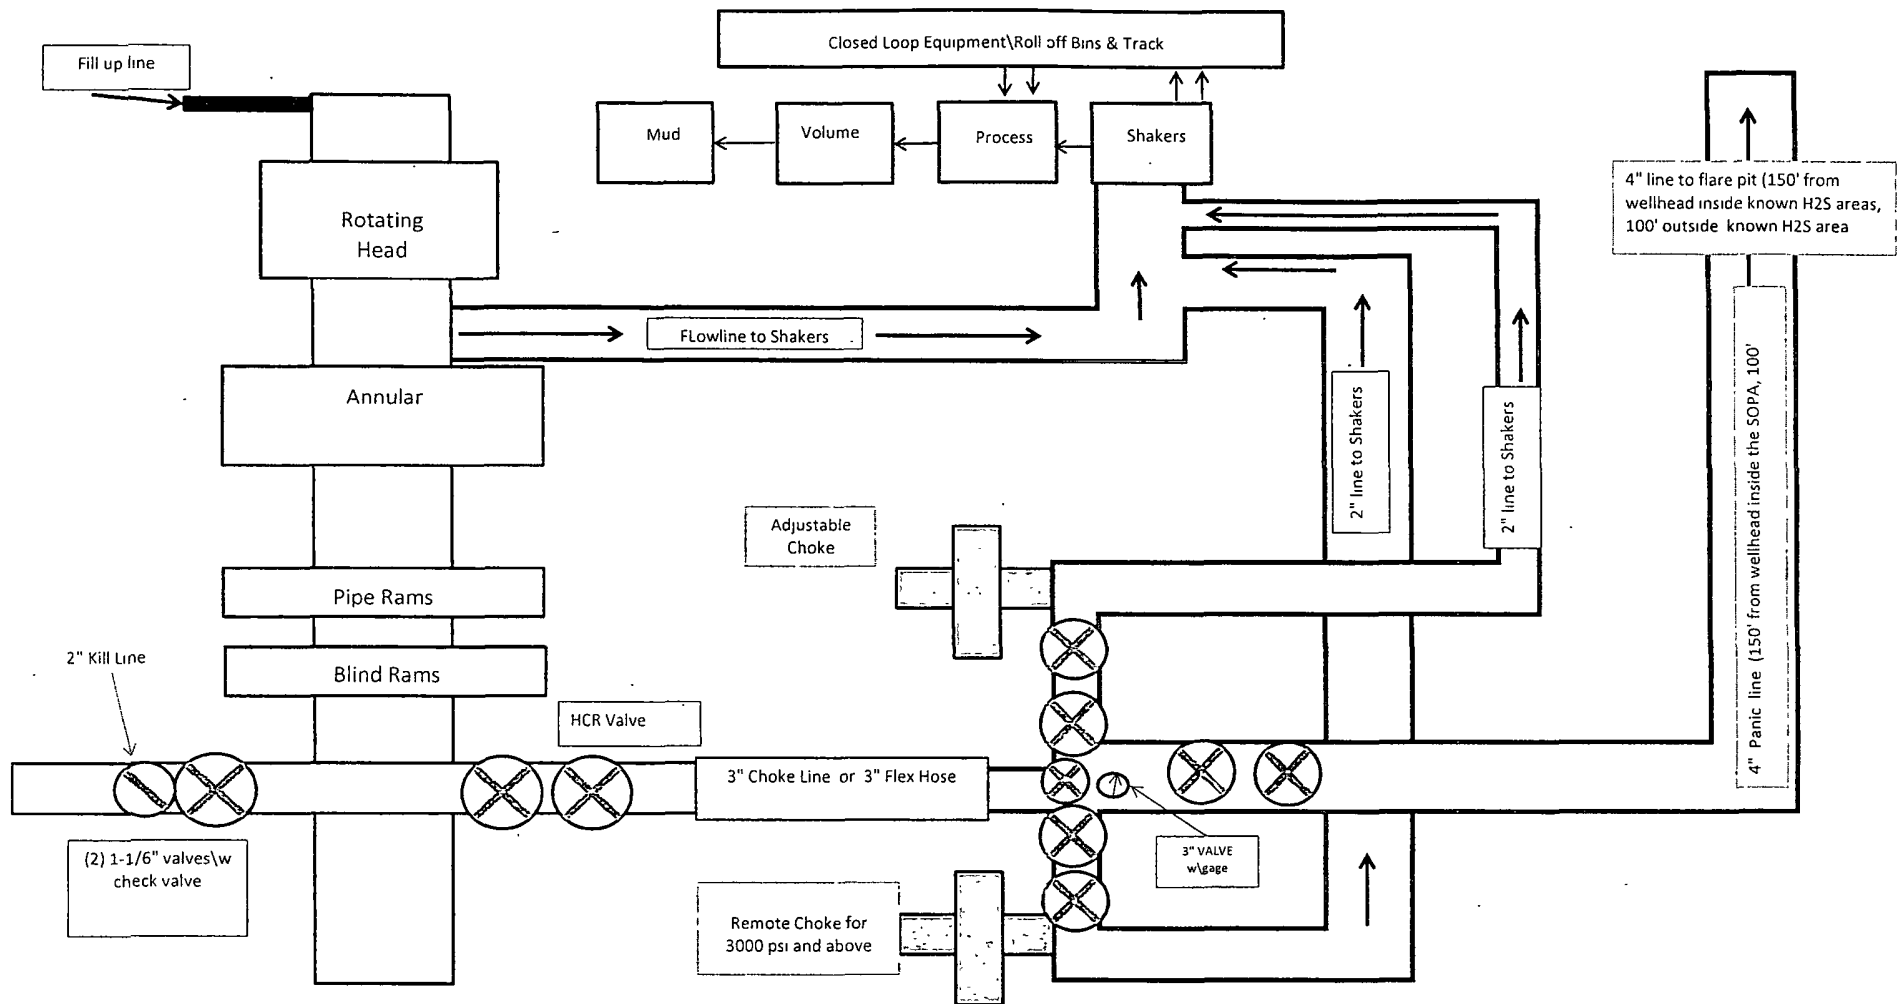 Closed Loop Equipment\Roll off Bins & Track
Fill up line
Mud
Volume
Process
Shakers
4" line to flare pit (150' from
wellhead inside known H2S areas,
100' outside known H2S area
Rotating
Head
FLowline to Shakers
Annular
2" line to Shakers
2" line to Shakers
4" Panic line (150' from wellhead inside the SOPA, 100'
Adjustable
Choke
Pipe Rams
2" Kill Line
Blind Rams
HCR Valve
3" Choke Line or 3" Flex Hose
(2) 1-1/6" valves\w
check valve
3" VALVE
w\gage
Remote Choke for
3000 psi and above